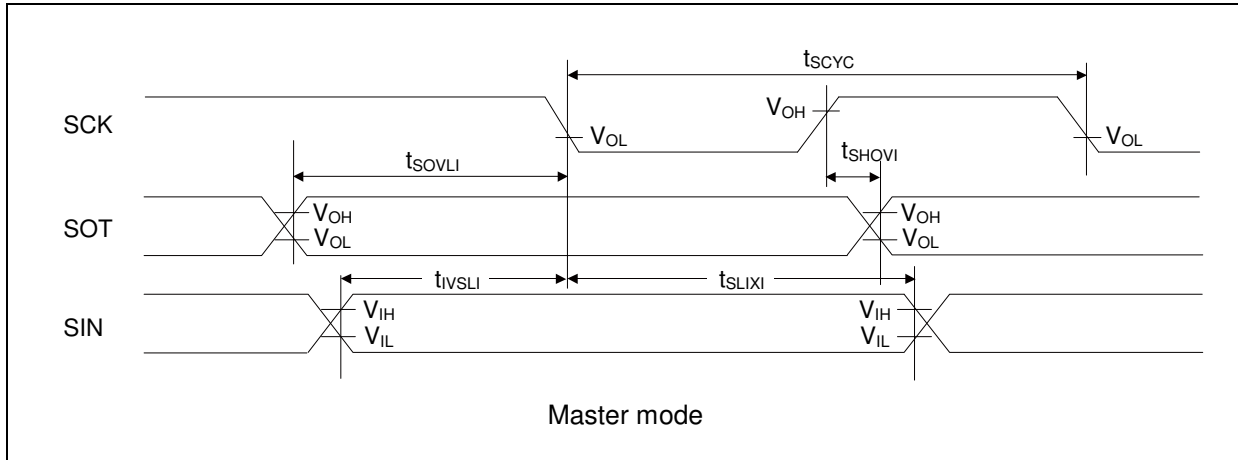 tSCYC
SCK
VOH
VOL
VOL
tSHOVI
tSOVLI
SOT
VOH
VOL
VOH
VOL
tIVSLI
tSLIXI
SIN
VIH
VIL
VIH
VIL
Master mode